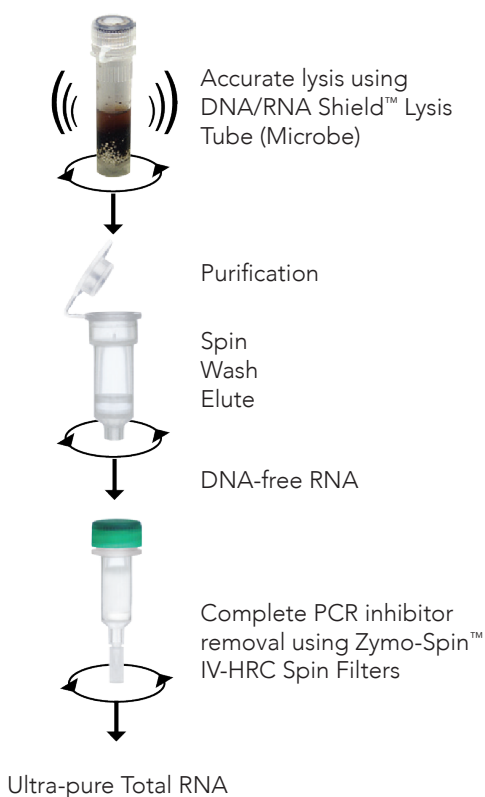 Accurate lysis using
DNA/RNA Shield™ Lysis
Tube (Microbe)
Purification
Spin
Wash
Elute
DNA-free RNA
Complete PCR inhibitor
removal using Zymo-Spin™
IV-HRC Spin Filters
Ultra-pure Total RNA